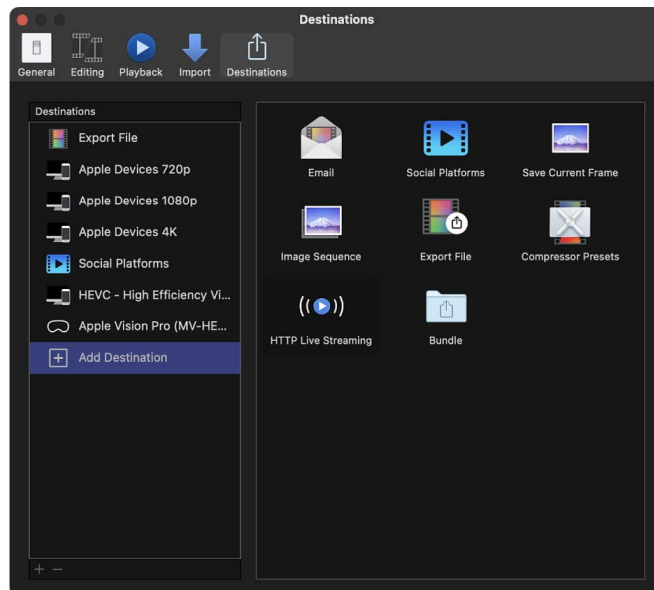 Destinations
General
Editing
Playback
Import
Destinations
Destinations
Export File
Apple Devices 720p
Apple Devices 1080p
Apple Devices 4K
Social Platforms
HEVC - High Efficiency Vi...
Apple Vision Pro (MV-HE...
Add Destination
Email
Social Platforms
Save Current Frame
Image Sequence
Export File
Compressor Presets
HTTP Live Streaming
Bundle